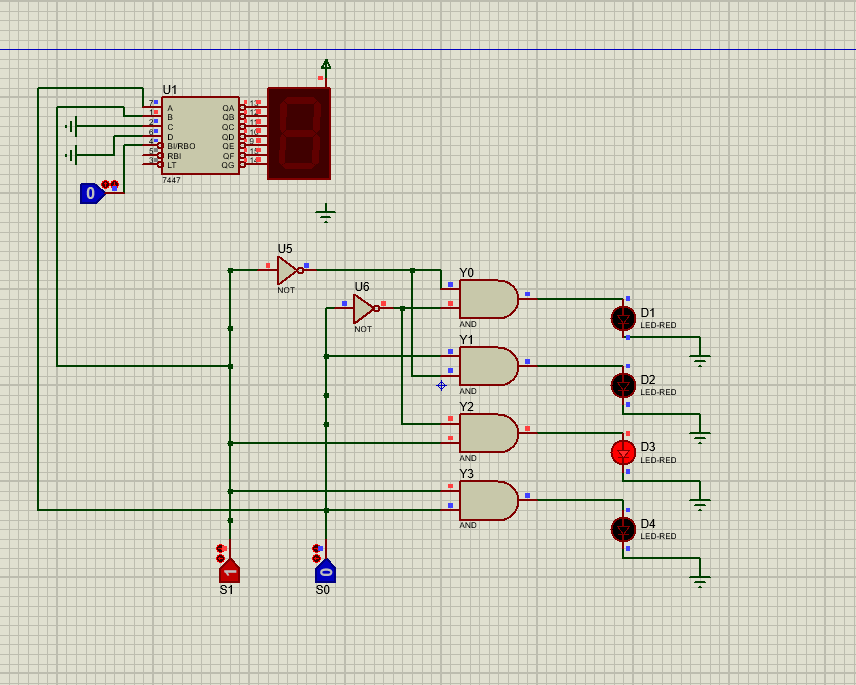 U1
7 A QA 13
1 B QB 12
2 C QC 11
6 D QD 10
4 BI/RBO QE 9
5 RBI QF 15
3 LT QG 14
7447
0
U5
NOT
U6
NOT
Y0
AND
D1
LED-RED
Y1
AND
D2
LED-RED
Y2
AND
D3
LED-RED
Y3
AND
D4
LED-RED
1
0
S1
S0